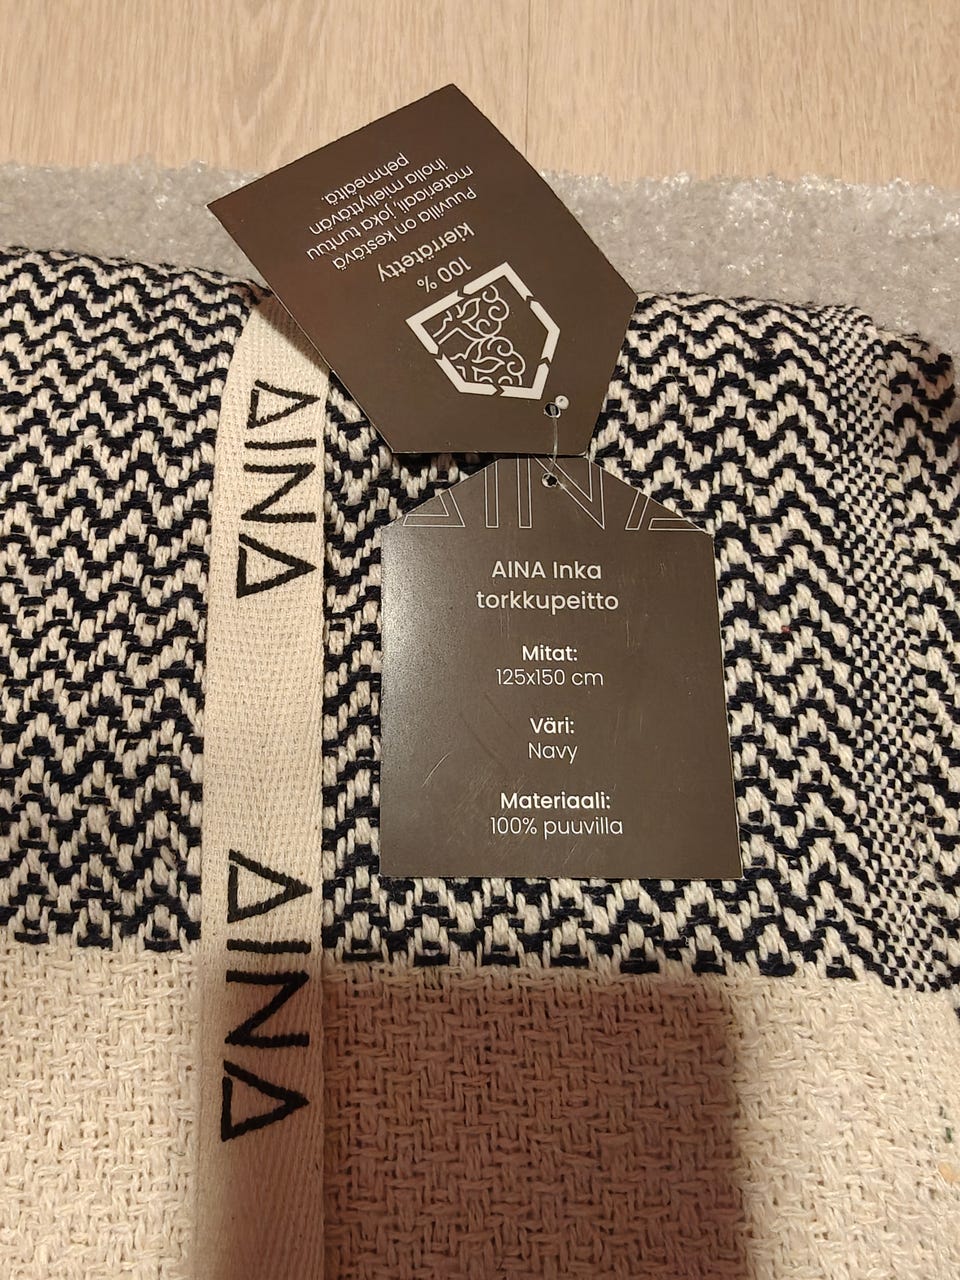 100 %
kierrätetty
Puuvilla on kestävä
materiaali, joka tuntuu
iholla miellyttävän
pehmeältä.
AINA
AINA
AINA
AINA Inka
torkkupeitto
Mitat:
125x150 cm
Väri:
Navy
Materiaali:
100% puuvilla